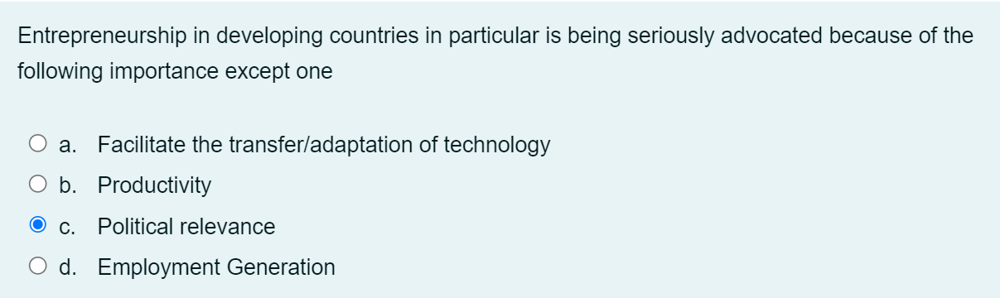 Entrepreneurship in developing countries in particular is being seriously advocated because of the
following importance except one
a. Facilitate the transfer/adaptation of technology
b. Productivity
c. Political relevance
d. Employment Generation